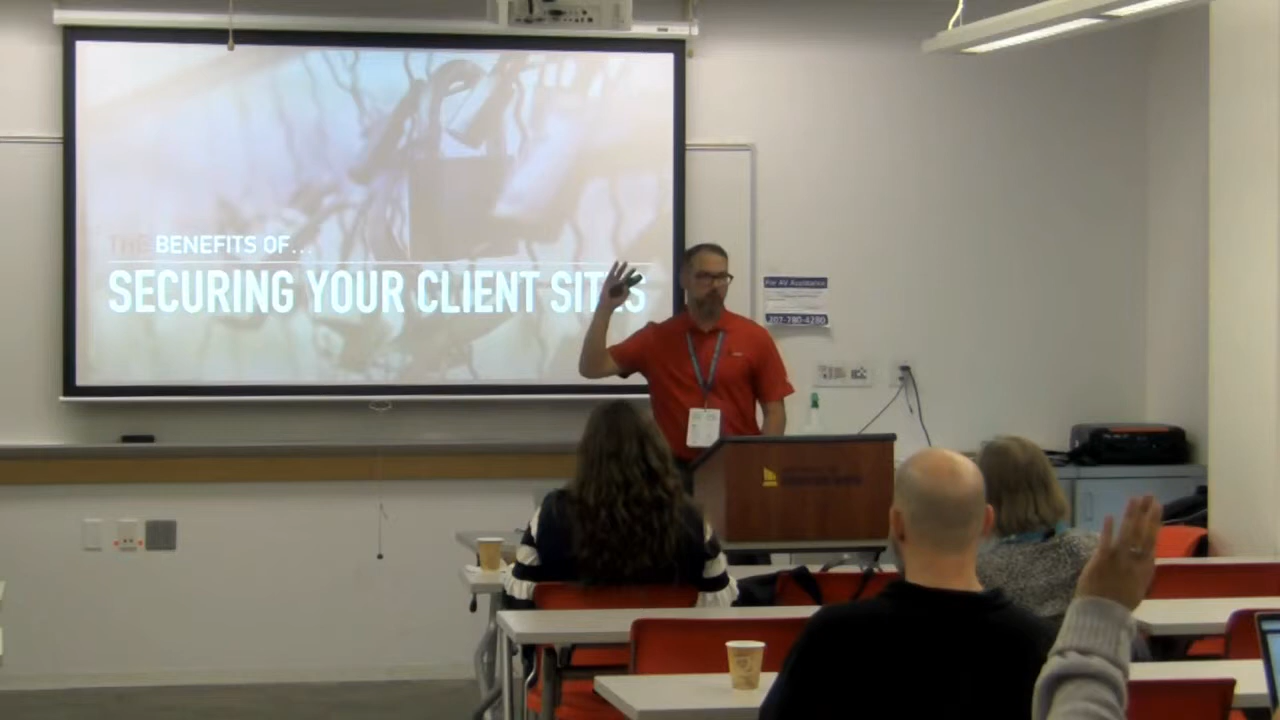 THE BENEFITS OF...
SECURING YOUR CLIENT SITES
For AV Assistance
207-780-4280